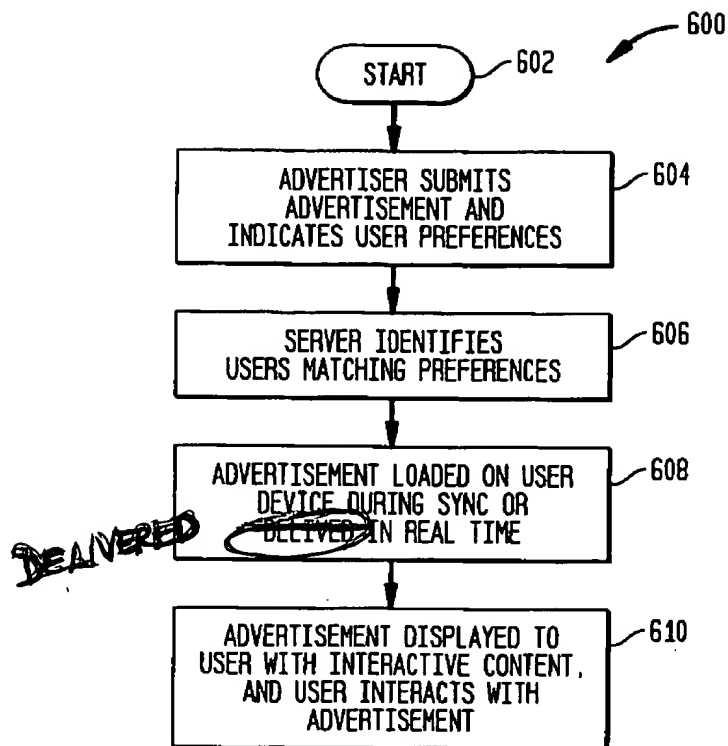 600
START
602
ADVERTISER SUBMITS
ADVERTISEMENT AND
INDICATES USER PREFERENCES
604
SERVER IDENTIFIES
USERS MATCHING PREFERENCES
606
ADVERTISEMENT LOADED ON USER
DEVICE DURING SYNC OR
DELIVED IN REAL TIME
608
DELIVERED
ADVERTISEMENT DISPLAYED TO
USER WITH INTERACTIVE CONTENT,
AND USER INTERACTS WITH
ADVERTISEMENT
610